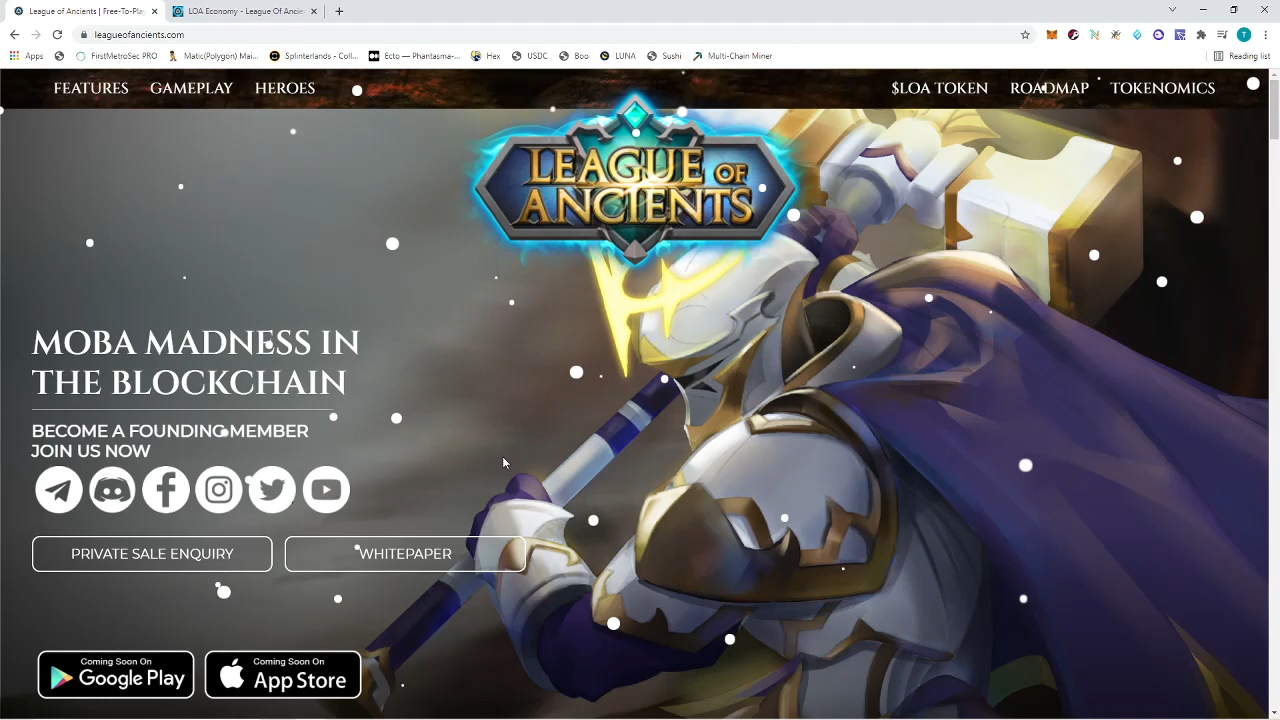 League of Ancients | Free-To-Play
LOA Economy - League Of Ancien
leagueofancients.com
T
Apps
FirstMetroSec PRO
Matic(Polygon) Mai...
Splinterlands - Coll...
Ecto — Phantasma-...
Hex
USDC
Boo
LUNA
Sushi
Multi-Chain Miner
Reading list
FEATURES
GAMEPLAY
HEROES
$LOA TOKEN
ROADMAP
TOKENOMICS
LEAGUE OF
ANCIENTS
MOBA MADNESS IN
THE BLOCKCHAIN
BECOME A FOUNDING MEMBER
JOIN US NOW
PRIVATE SALE ENQUIRY
WHITEPAPER
Coming Soon On
Google Play
Coming Soon On
App Store